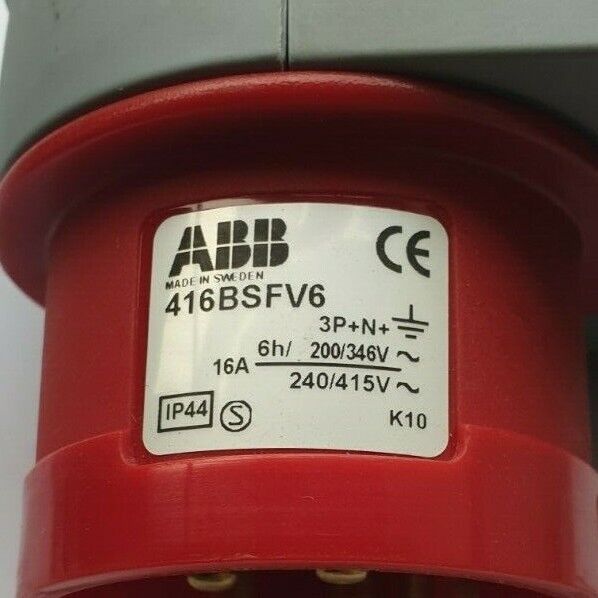 ABB
CE
MADE IN SWEDEN
416BSFV6
3P+N+⏚
16A 6h/ 200/346V ~
240/415V ~
IP44 S
K10